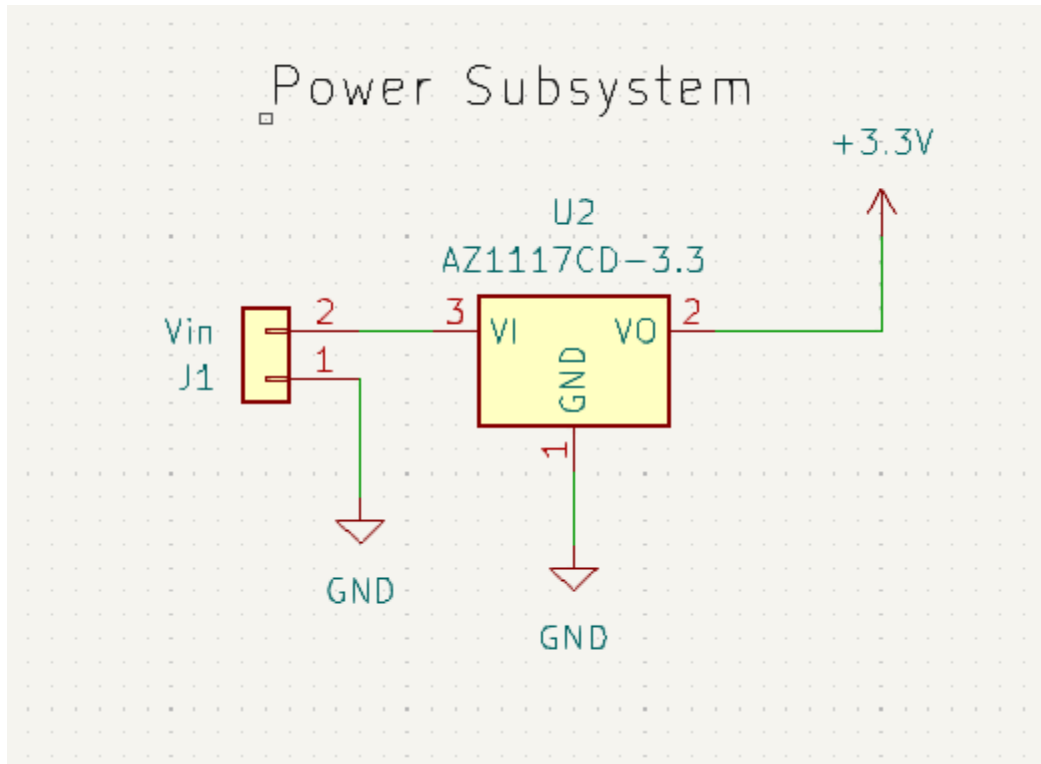 Power Subsystem
+3.3V
U2
AZ1117CD-3.3
Vin
J1
2
1
3
VI
VO
2
GND
1
GND
GND